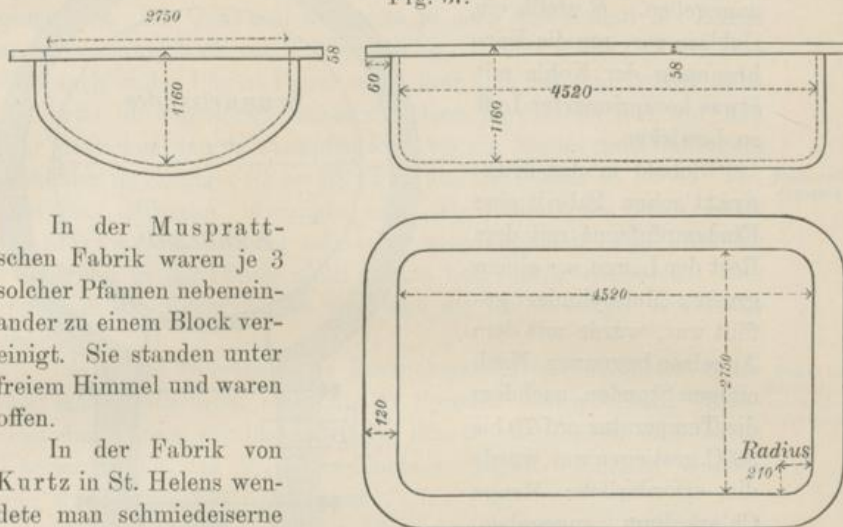 2750
58
1160
60
58
4520
1160
In der Muspratt-
schen Fabrik waren je 3
solcher Pfannen nebenein-
ander zu einem Block ver-
einigt. Sie standen unter
freiem Himmel und waren
offen.
In der Fabrik von
Kurtz in St. Helens wen-
dete man schmiedeiserne
4520
2750
120
Radius
210